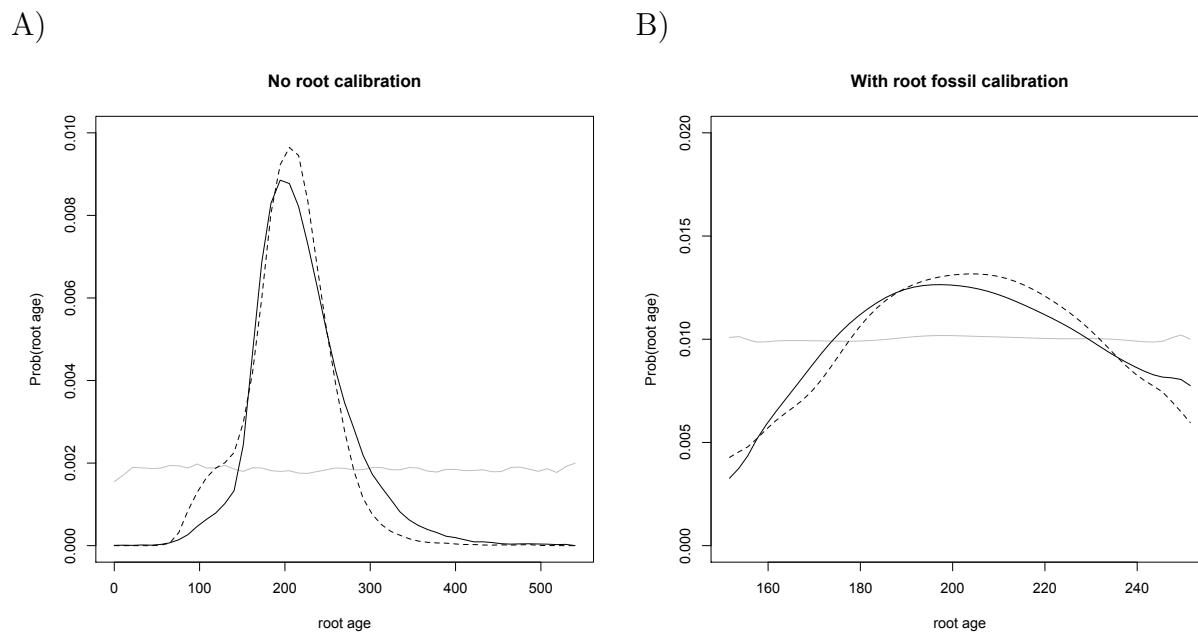 A)
B)
No root calibration
With root fossil calibration
Prob(root age)
0.000
0.002
0.004
0.006
0.008
0.010
0
100
200
300
400
500
root age
Prob(root age)
0.000
0.005
0.010
0.015
0.020
160
180
200
220
240
root age